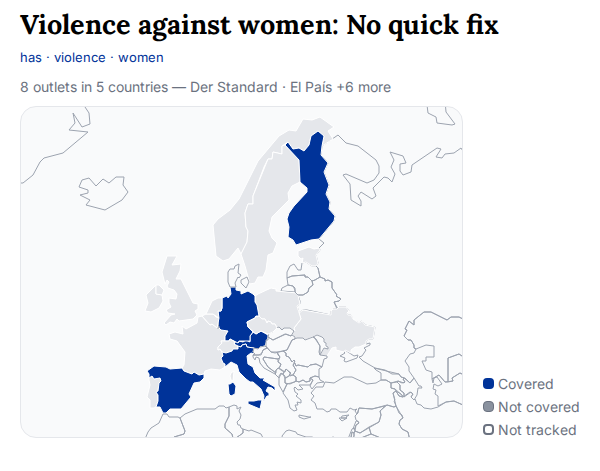 Violence against women: No quick fix
has · violence · women
8 outlets in 5 countries — Der Standard · El País +6 more
Covered
Not covered
Not tracked